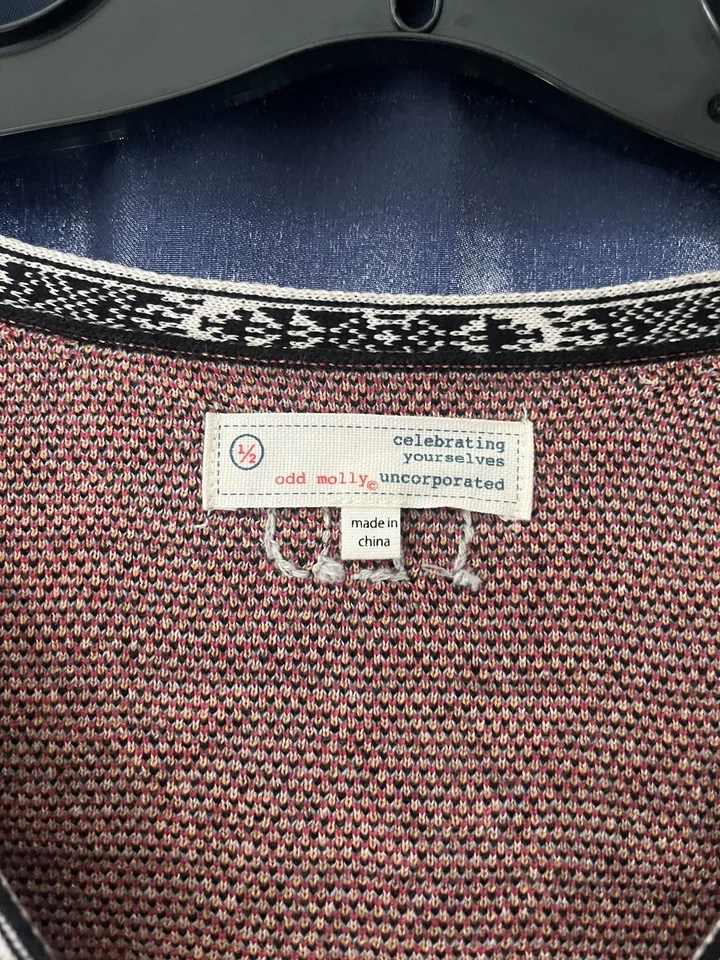 ½
celebrating
yourselves
odd molly© uncorporated
made in
china